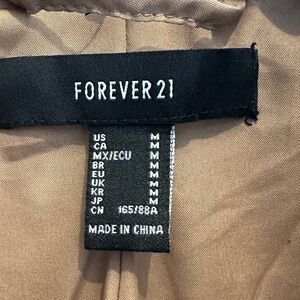 FOREVER 21
US M
CA M
MX/ECU M
BR M
EU M
UK M
KR M
JP M
CN 165/88A
MADE IN CHINA